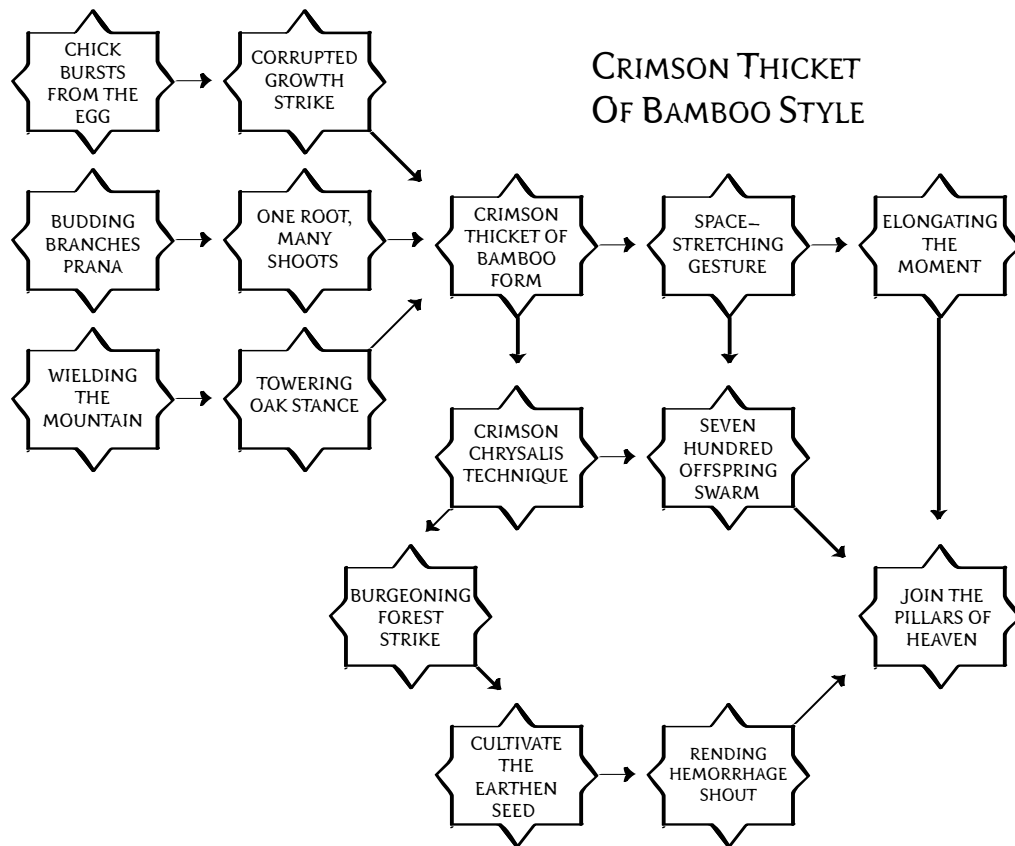 CRIMSON THICKET
OF BAMBOO STYLE
CHICK
BURSTS
FROM THE
EGG
CORRUPTED
GROWTH
STRIKE
BUDDING
BRANCHES
PRANA
ONE ROOT,
MANY
SHOOTS
CRIMSON
THICKET OF
BAMBOO
FORM
SPACE-
STRETCHING
GESTURE
ELONGATING
THE
MOMENT
WIELDING
THE
MOUNTAIN
TOWERING
OAK STANCE
CRIMSON
CHRYSALIS
TECHNIQUE
SEVEN
HUNDRED
OFFSPRING
SWARM
BURGEONING
FOREST
STRIKE
JOIN THE
PILLARS OF
HEAVEN
CULTIVATE
THE
EARTHEN
SEED
RENDING
HEMORRHAGE
SHOUT